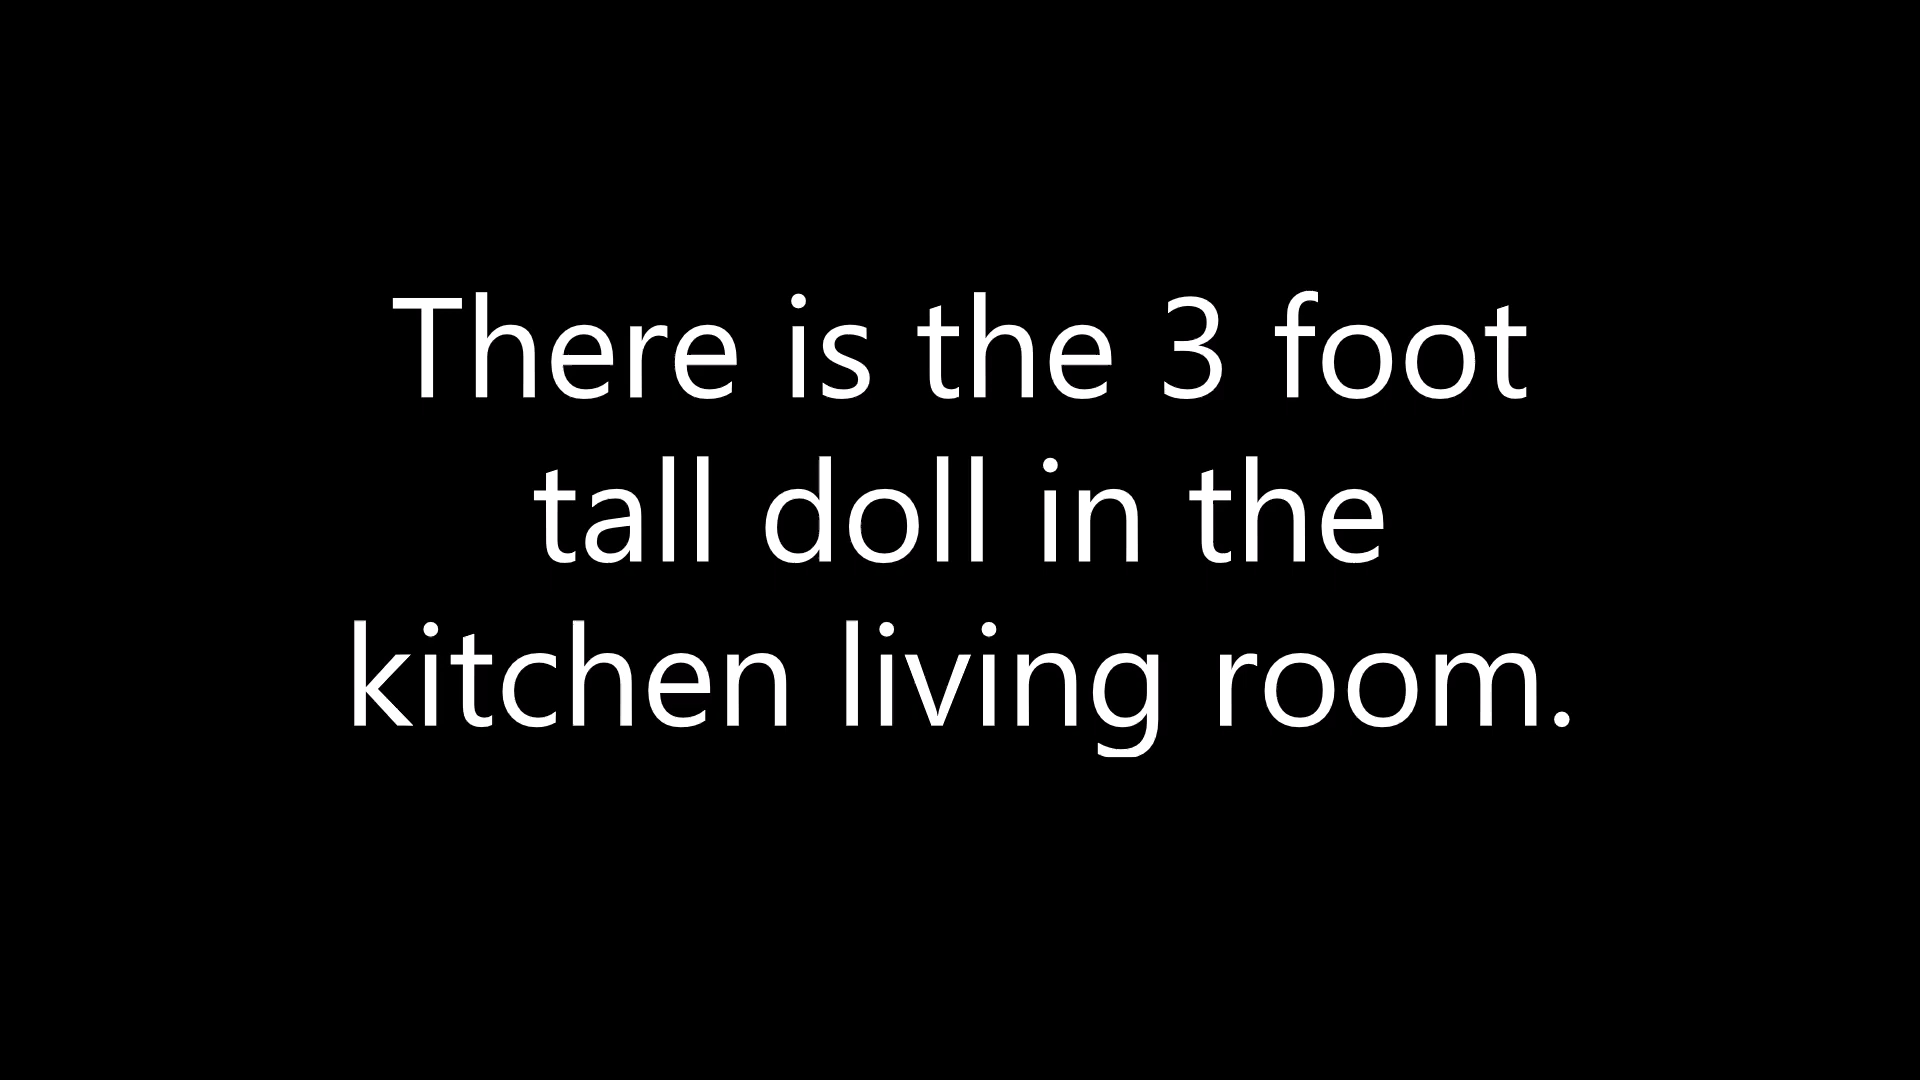 There is the 3 foot
tall doll in the
kitchen living room.